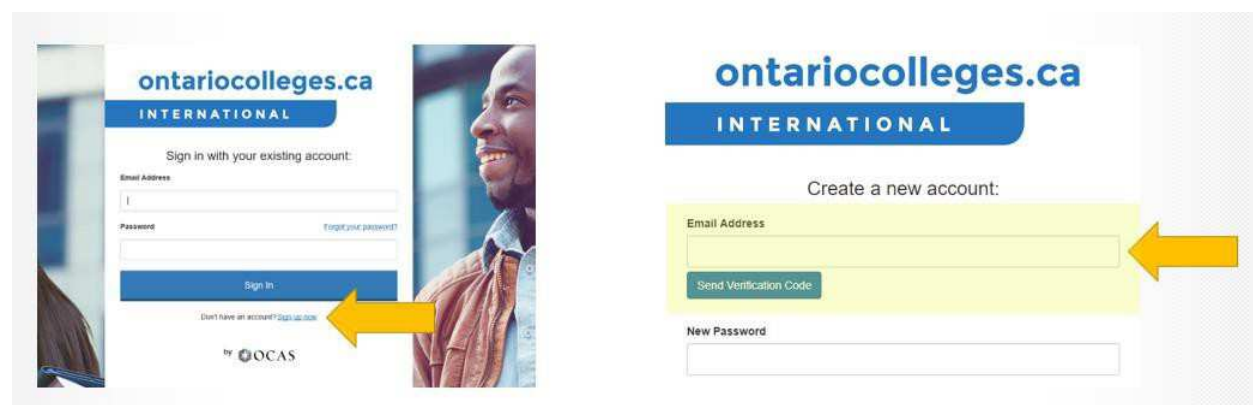 ontariocolleges.ca
INTERNATIONAL
Sign in with your existing account:
Email Address
Password Forgot your password?
Sign In
Don't have an account? Sign up now
by OCAS
ontariocolleges.ca
INTERNATIONAL
Create a new account:
Email Address
Send Verification Code
New Password